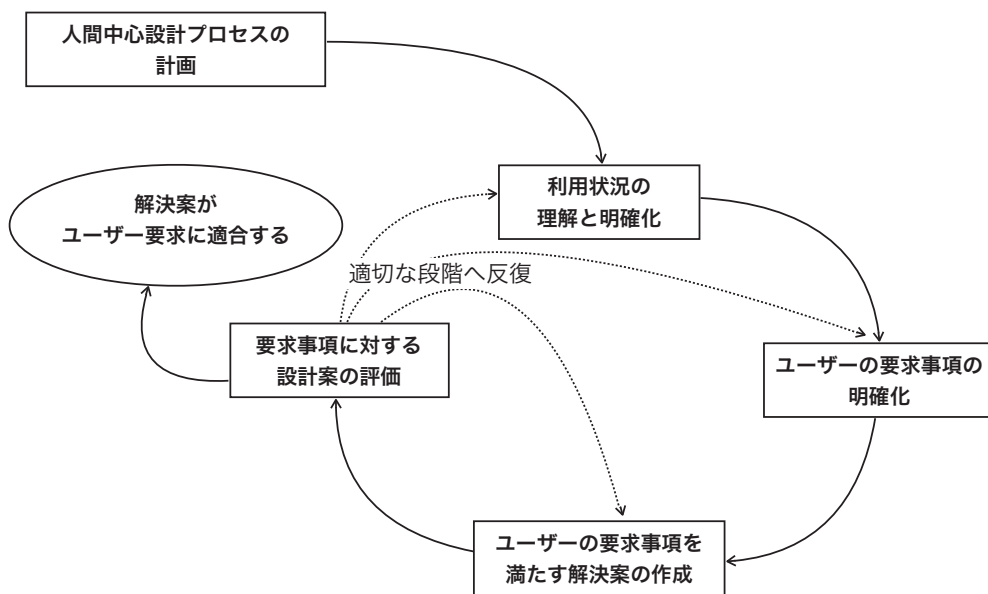 人間中心設計プロセスの
計画
利用状況の
理解と明確化
解決案が
ユーザー要求に適合する
適切な段階へ反復
要求事項に対する
設計案の評価
ユーザーの要求事項の
明確化
ユーザーの要求事項を
満たす解決案の作成